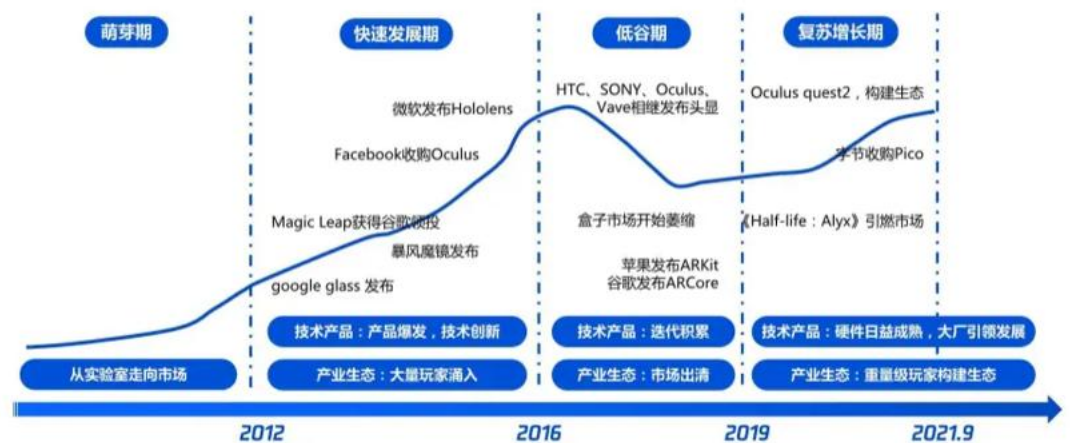 萌芽期
快速发展期
低谷期
复苏增长期
微软发布Hololens
Facebook收购Oculus
Magic Leap获得谷歌领投
暴风魔镜发布
google glass 发布
HTC、SONY、Oculus、
Vave相继发布头显
盒子市场开始萎缩
苹果发布ARKit
谷歌发布ARCore
Oculus quest2，构建生态
字节收购Pico
《Half-life：Alyx》引燃市场
技术产品：产品爆发，技术创新
技术产品：迭代积累
技术产品：硬件日益成熟，大厂引领发展
从实验室走向市场
产业生态：大量玩家涌入
产业生态：市场出清
产业生态：重量级玩家构建生态
2012
2016
2019
2021.9